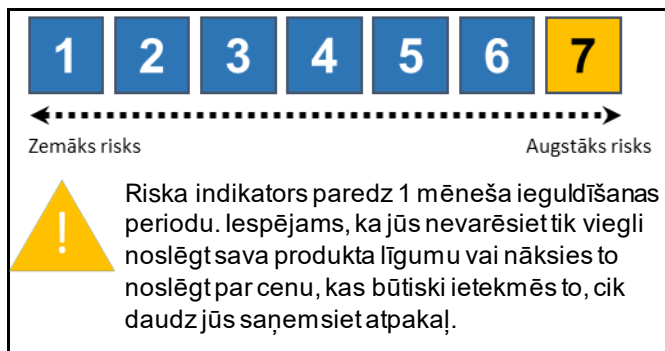 1 2 3 4 5 6 7
Zemāks risks Augstāks risks
!
Riska indikators paredz 1 mēneša ieguldīšanas
periodu. Iespējams, ka jūs nevarēsiet tik viegli
noslēgt sava produkta līgumu vai nāksies to
noslēgt par cenu, kas būtiski ietekmēs to, cik
daudz jūs saņemsiet atpakaļ.